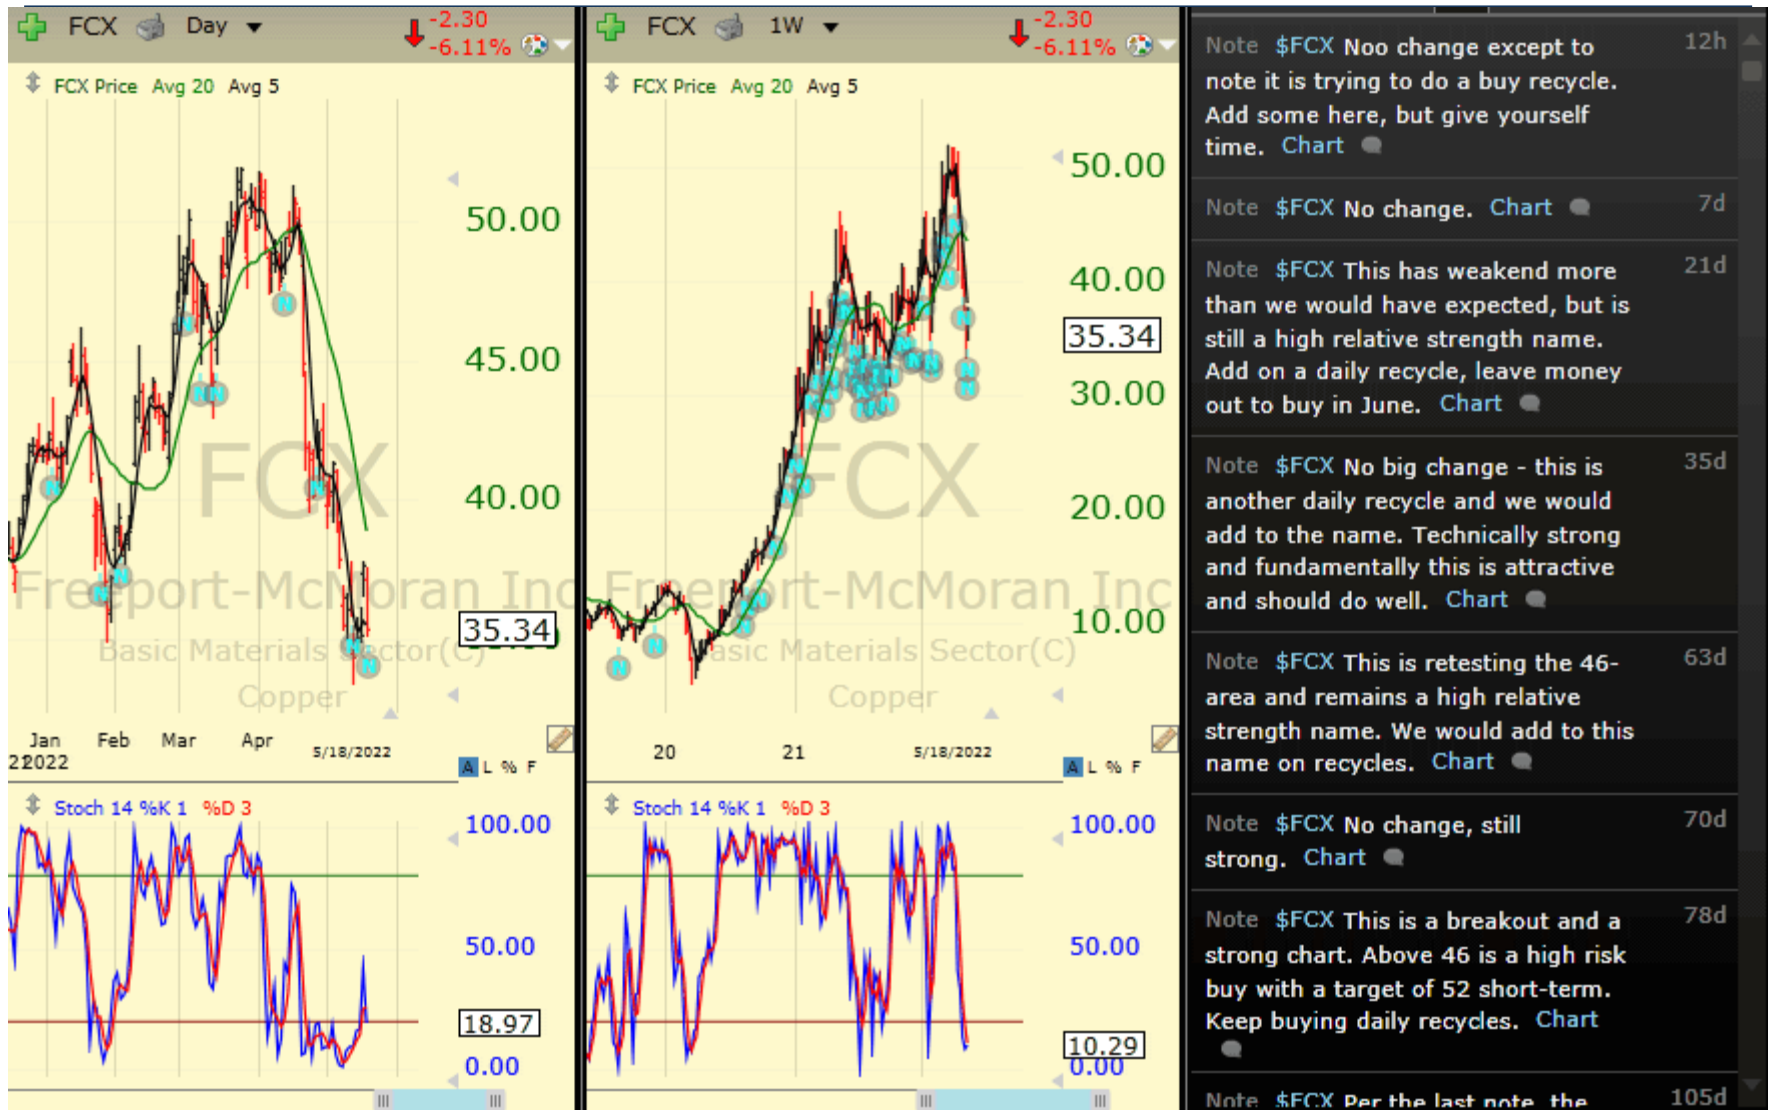 FCX Day -2.30
-6.11%
FCX Price Avg 20 Avg 5
50.00
45.00
40.00
35.34
FCX
Freeport-McMoran Inc
Basic Materials Sector(C)
Copper
Jan Feb Mar Apr 5/18/2022
2022
A L % F
Stoch 14 %K 1 %D 3
100.00
50.00
18.97
0.00
FCX 1W -2.30
-6.11%
FCX Price Avg 20 Avg 5
50.00
40.00
35.34
30.00
20.00
10.00
FCX
Freeport-McMoran Inc
Basic Materials Sector(C)
Copper
20 21 5/18/2022
A L % F
Stoch 14 %K 1 %D 3
100.00
50.00
10.29
0.00
Note $FCX Noo change except to 12h
note it is trying to do a buy recycle.
Add some here, but give yourself
time. Chart
Note $FCX No change. Chart 7d
Note $FCX This has weakend more 21d
than we would have expected, but is
still a high relative strength name.
Add on a daily recycle, leave money
out to buy in June. Chart
Note $FCX No big change - this is 35d
another daily recycle and we would
add to the name. Technically strong
and fundamentally this is attractive
and should do well. Chart
Note $FCX This is retesting the 46- 63d
area and remains a high relative
strength name. We would add to this
name on recycles. Chart
Note $FCX No change, still 70d
strong. Chart
Note $FCX This is a breakout and a 78d
strong chart. Above 46 is a high risk
buy with a target of 52 short-term.
Keep buying daily recycles. Chart
Note $FCX Per the last note, the 105d